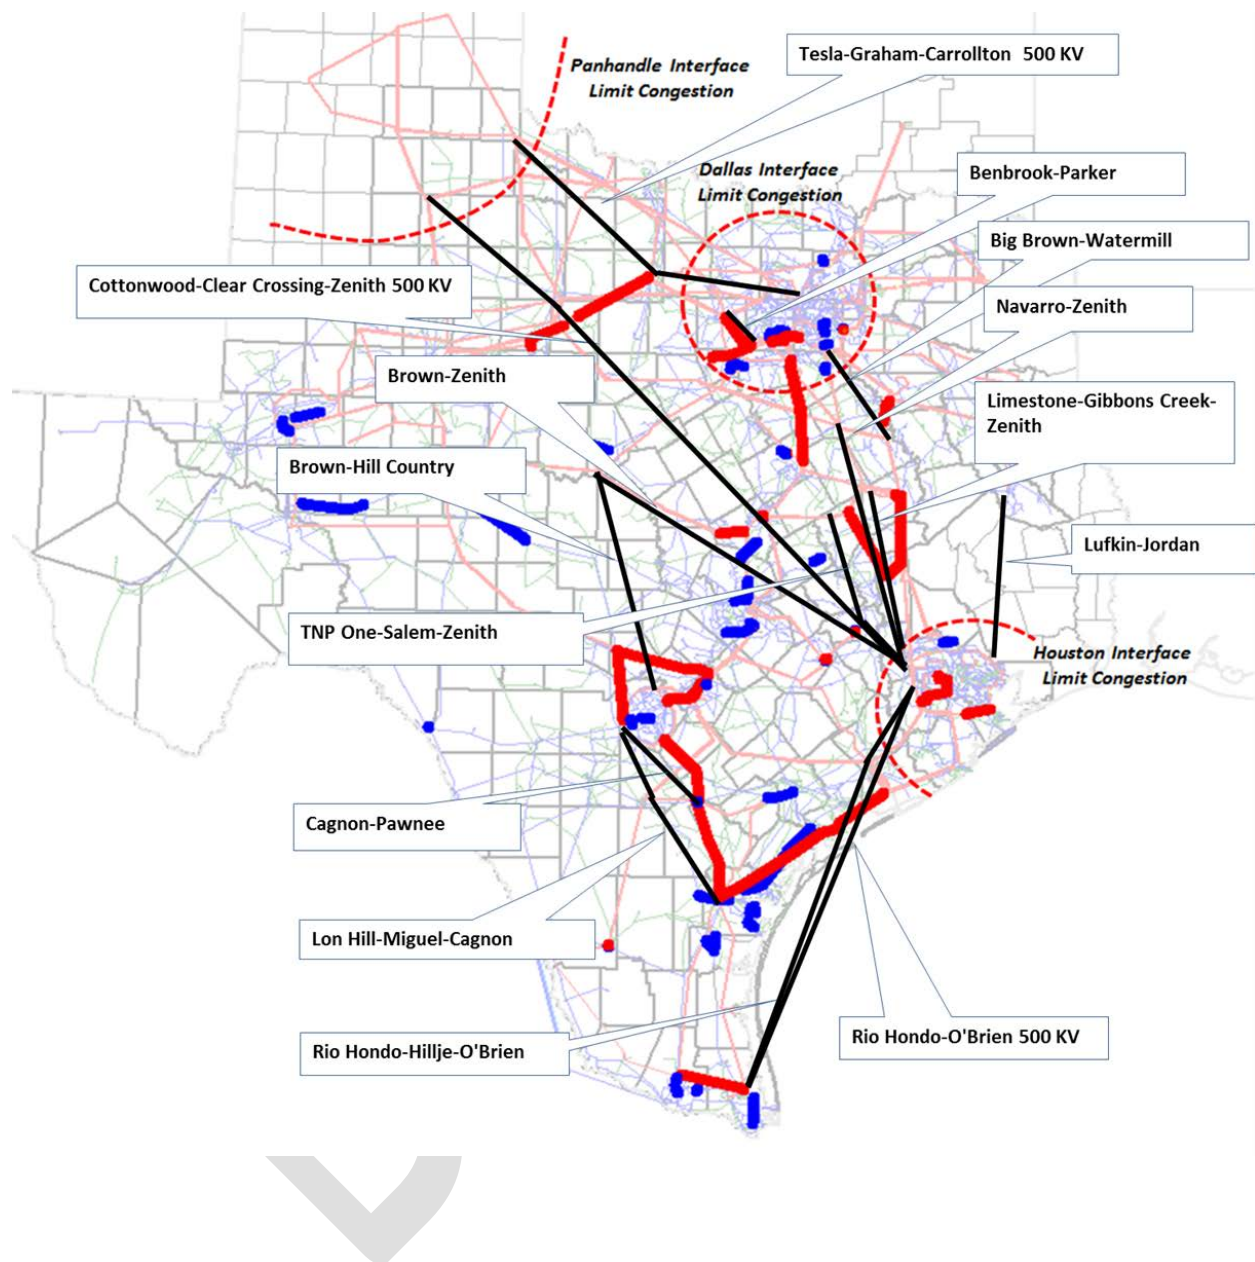 Tesla-Graham-Carrollton 500 KV
Panhandle Interface
Limit Congestion
Dallas Interface
Limit Congestion
Benbrook-Parker
Big Brown-Watermill
Cottonwood-Clear Crossing-Zenith 500 KV
Navarro-Zenith
Brown-Zenith
Limestone-Gibbons Creek-
Zenith
Brown-Hill Country
Lufkin-Jordan
TNP One-Salem-Zenith
Houston Interface
Limit Congestion
Cagnon-Pawnee
Lon Hill-Miguel-Cagnon
Rio Hondo-O'Brien 500 KV
Rio Hondo-Hillje-O'Brien